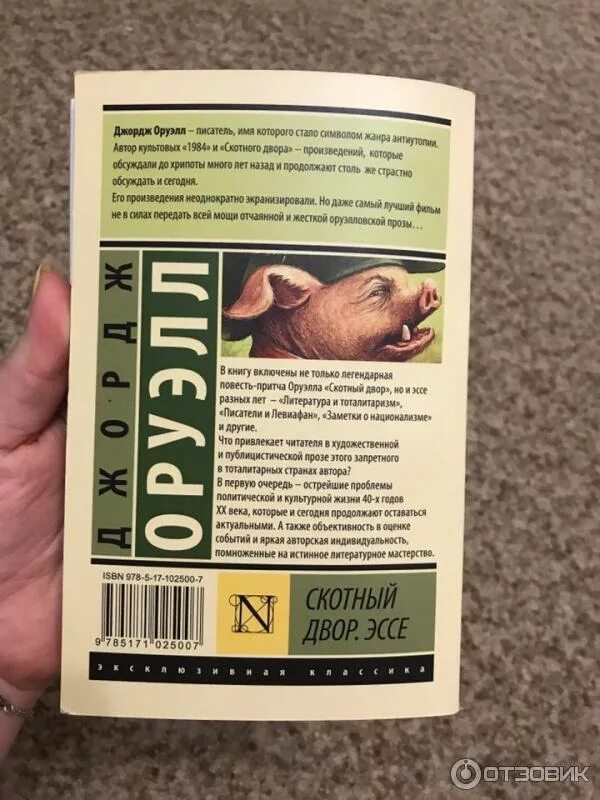 Джордж Оруэлл – писатель, имя которого стало символом жанра антиутопии.
Автор культовых «1984» и «Скотного двора» – произведений, которые
обсуждали до хрипоты много лет назад и продолжают столь же страстно
обсуждать и сегодня.
Его произведения неоднократно экранизировали. Но даже самый лучший фильм
не в силах передать всей мощи отчаянной и жесткой оруэлловской прозы...
ДЖОРДЖ
ОРУЭЛЛ
В книгу включены не только легендарная
повесть-притча Оруэлла «Скотный двор», но и эссе
разных лет – «Литература и тоталитаризм»,
«Писатели и Левиафан», «Заметки о национализме»
и другие.
Что привлекает читателя в художественной
и публицистической прозе этого запретного
в тоталитарных странах автора?
В первую очередь – острейшие проблемы
политической и культурной жизни 40-х годов
XX века, которые и сегодня продолжают оставаться
актуальными. А также объективность в оценке
событий и яркая авторская индивидуальность,
помноженные на истинное литературное мастерство.
ISBN 978-5-17-102500-7
9 785171 025007
N
СКОТНЫЙ
ДВОР. ЭССЕ
эксклюзивная классика
ОТЗОВИК